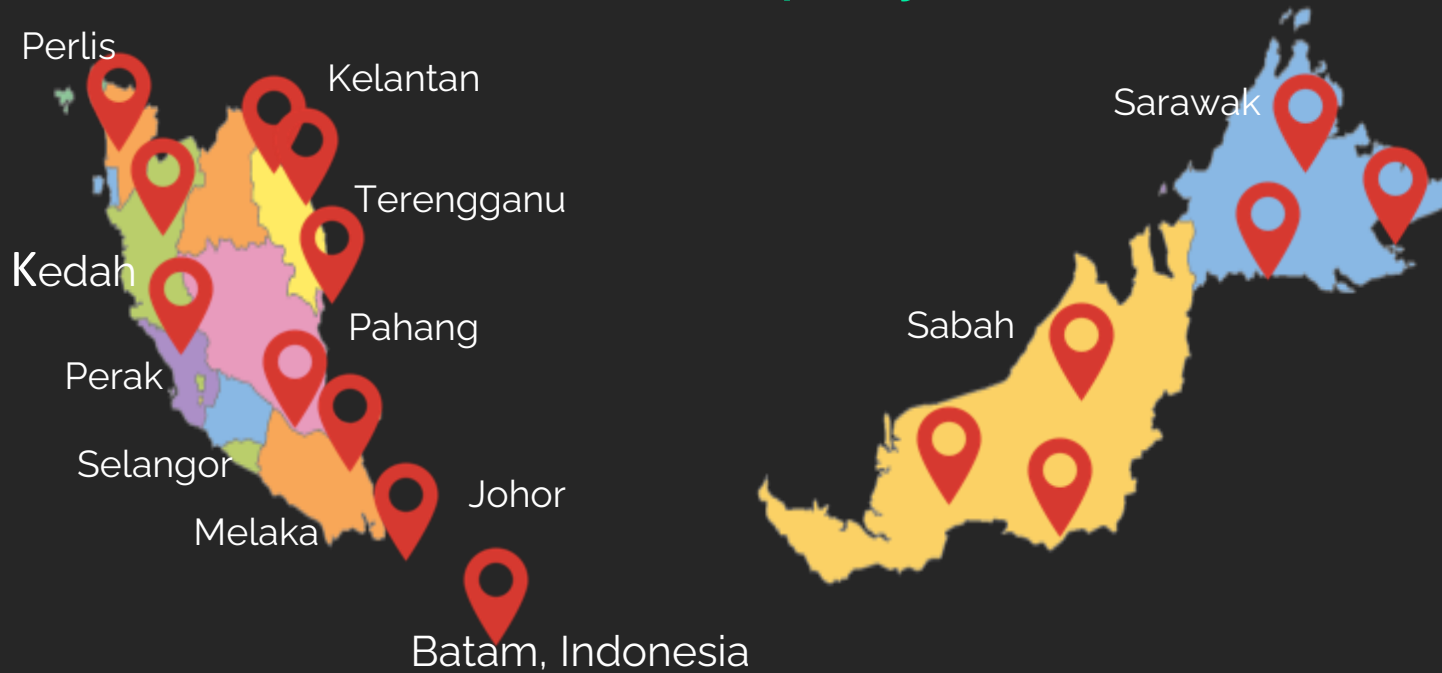 Perlis
Kelantan
Sarawak
Terengganu
Kedah
Pahang
Sabah
Perak
Selangor
Johor
Melaka
Batam, Indonesia